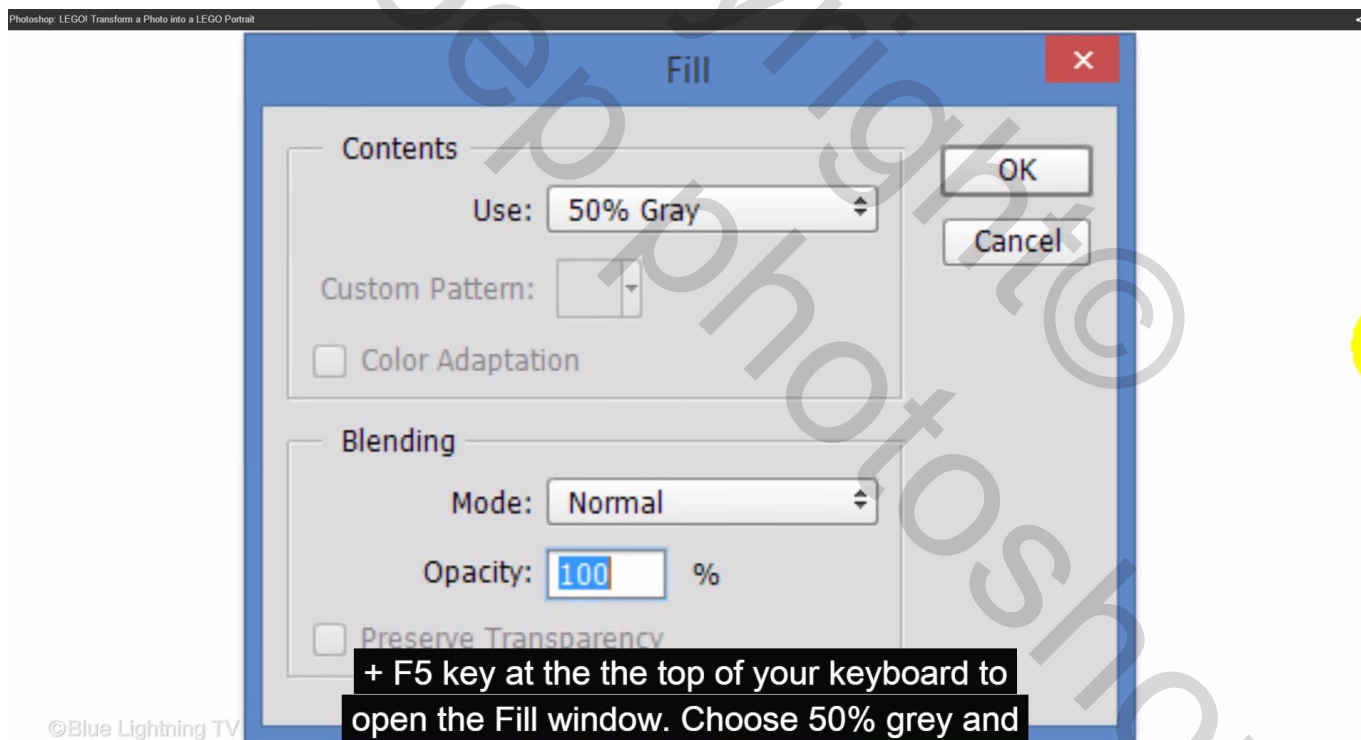 Photoshop: LEGO! Transform a Photo into a LEGO Portrait
Fill
Contents
OK
Use: 50% Gray
Cancel
Custom Pattern:
Color Adaptation
Blending
Mode: Normal
Opacity: 100 %
Preserve Transparency
+ F5 key at the the top of your keyboard to
open the Fill window. Choose 50% grey and
©Blue Lightning TV